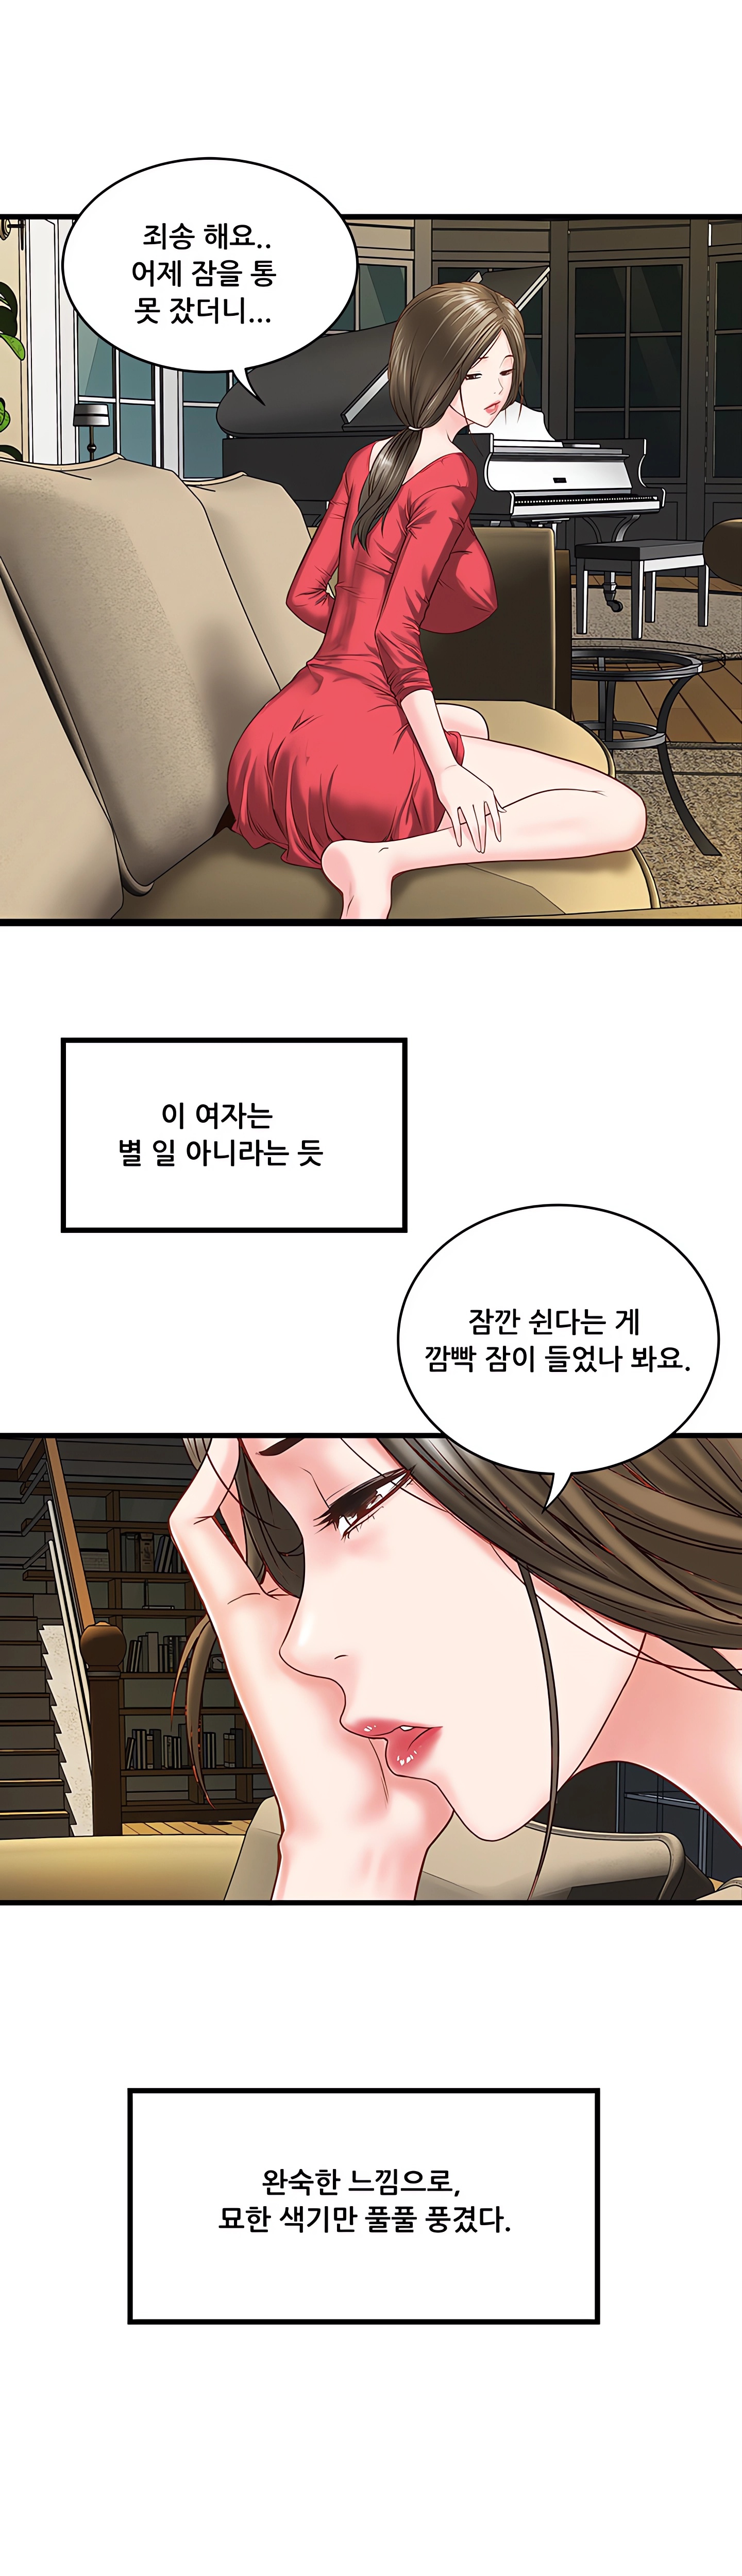 죄송 해요..
어제 잠을 통
못 잤더니...
이 여자는
별 일 아니라는 듯
잠깐 쉰다는 게
깜빡 잠이 들었나 봐요.
완숙한 느낌으로,
묘한 색기만 풀풀 풍겼다.